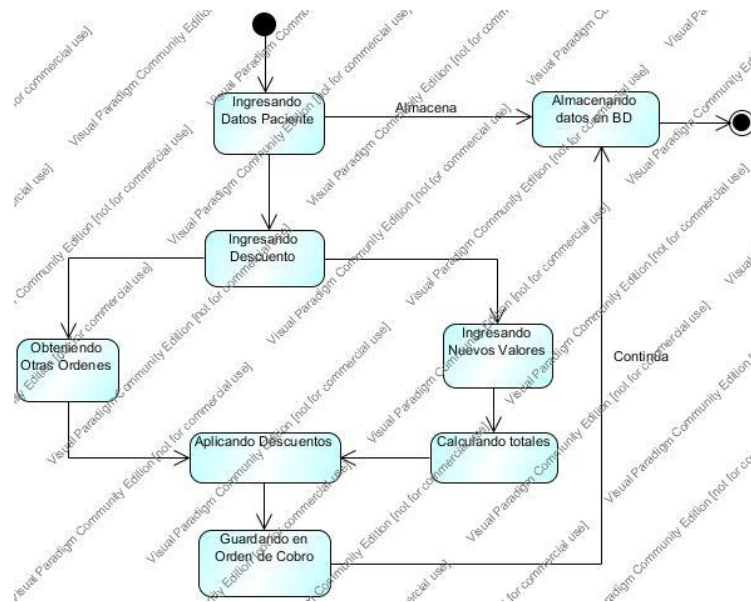 Ingresando
Datos Paciente
Almacena
Almacenando
datos en BD
Ingresando
Descuento
Obteniendo
Otras Ordenes
Ingresando
Nuevos Valores
Continua
Aplicando Descuentos
Calculando totales
Guardando en
Orden de Cobro
Visual Paradigm Community Edition [not for commercial use]